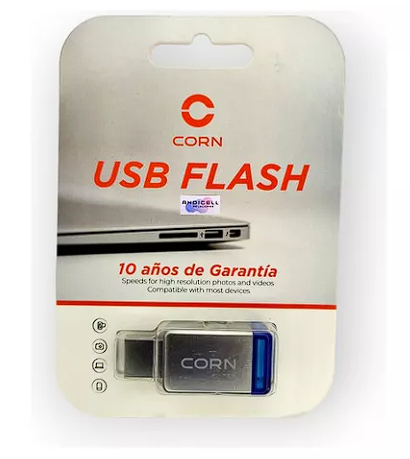 CORN
USB FLASH
ANDICELL
10 años de Garantía
Speeds for high resolution photos and videos
Compatible with most devices
CORN